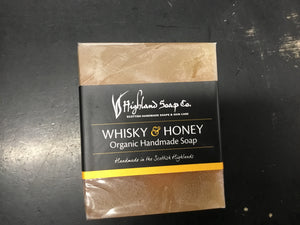 Highland Soap Co.
SCOTTISH HANDMADE SOAPS & SKIN CARE
WHISKY & HONEY
Organic Handmade Soap
Handmade in the Scottish Highlands